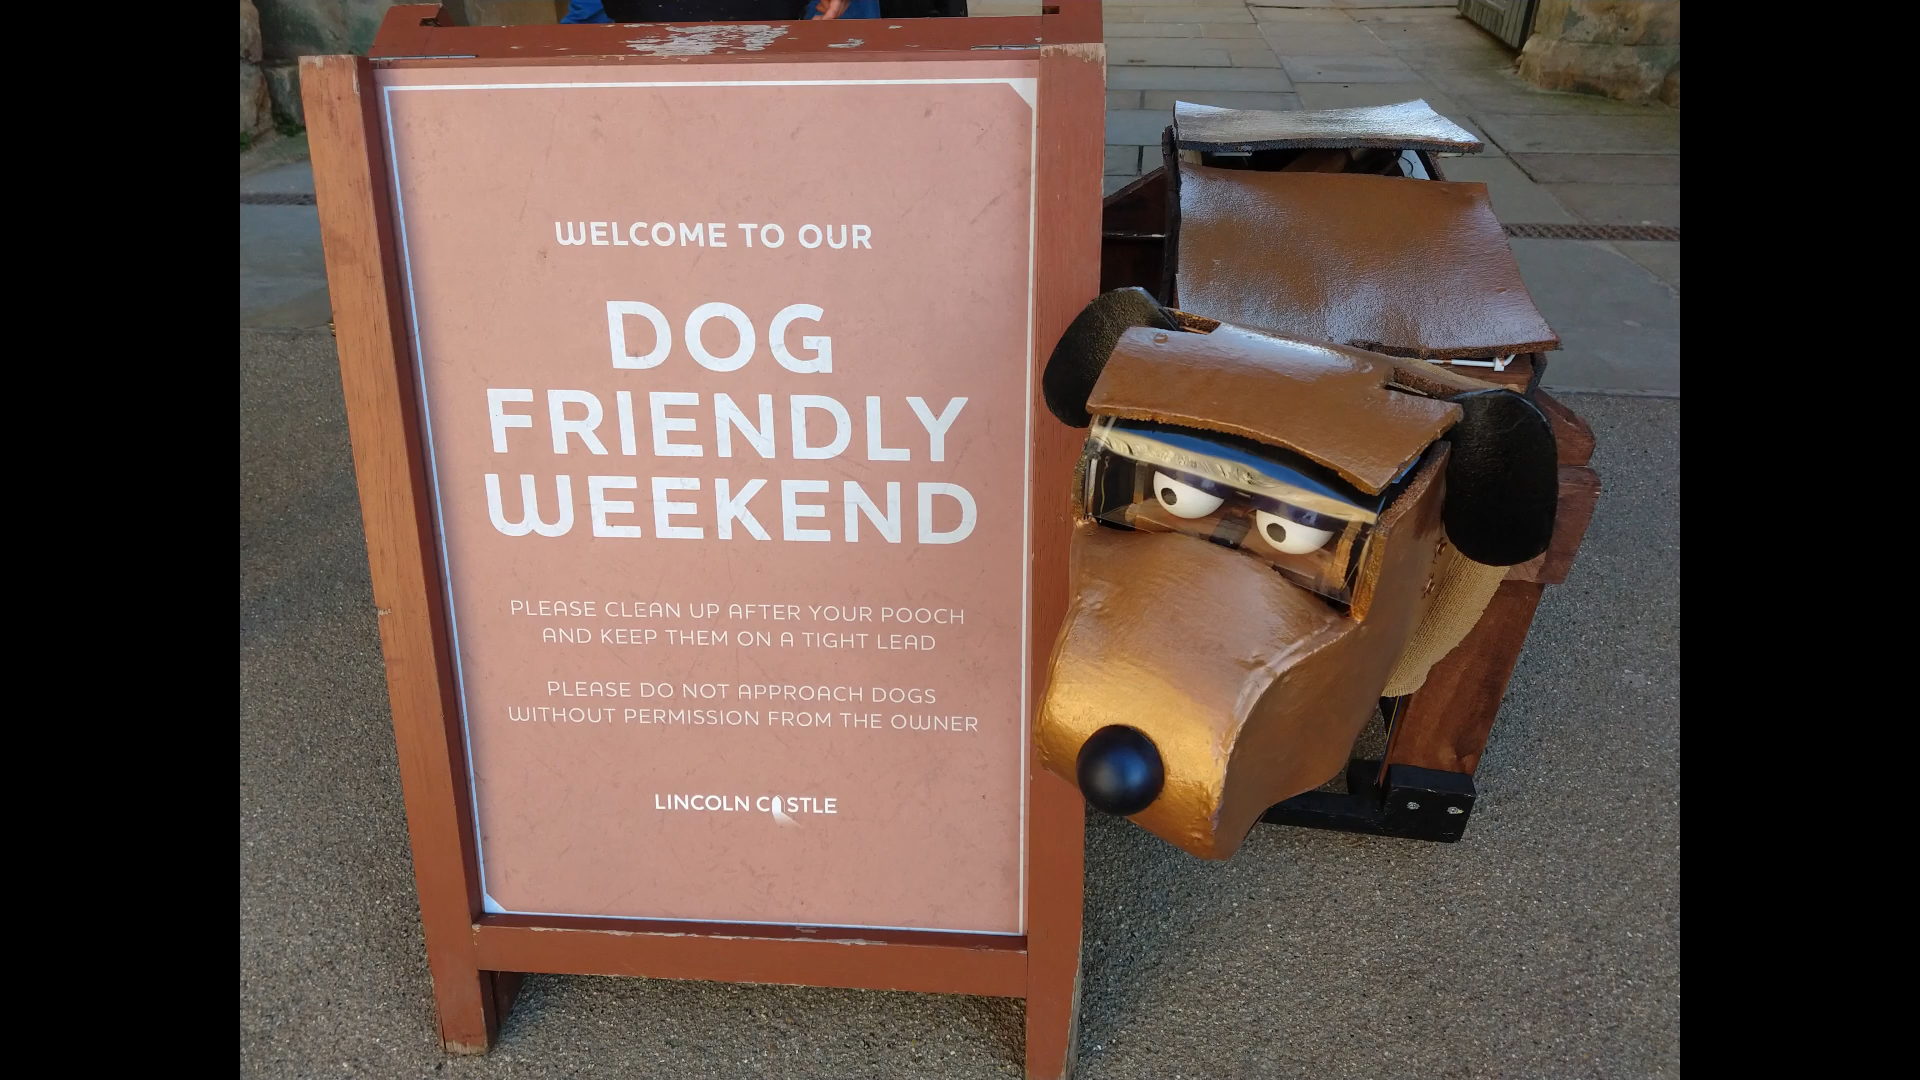 WELCOME TO OUR
DOG
FRIENDLY
WEEKEND
PLEASE CLEAN UP AFTER YOUR POOCH
AND KEEP THEM ON A TIGHT LEAD
PLEASE DO NOT APPROACH DOGS
WITHOUT PERMISSION FROM THE OWNER
LINCOLN CASTLE